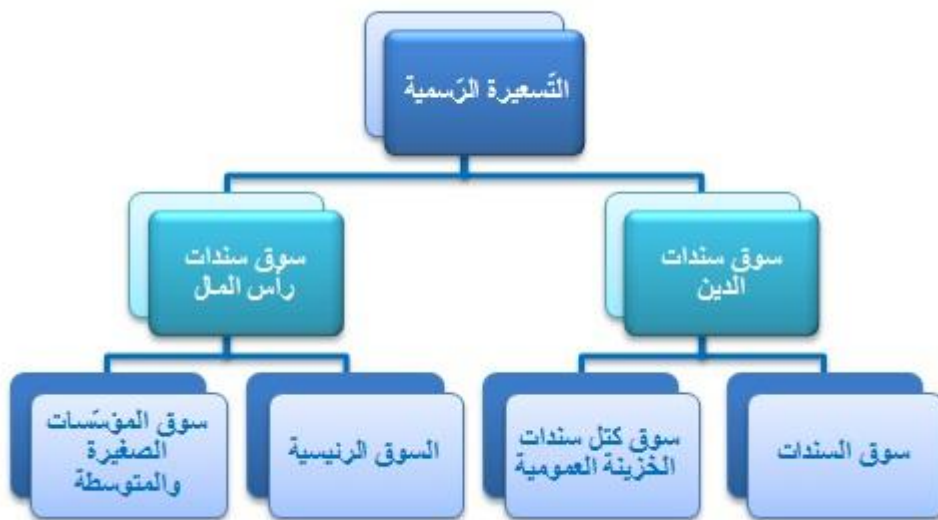 التّسعيرة الرّسمية
سوق سندات
الدين
سوق سندات
رأس المال
سوق السندات
سوق كتل سندات
الخزينة العمومية
السوق الرئيسية
سوق المؤسّسات
الصغيرة
والمتوسطة